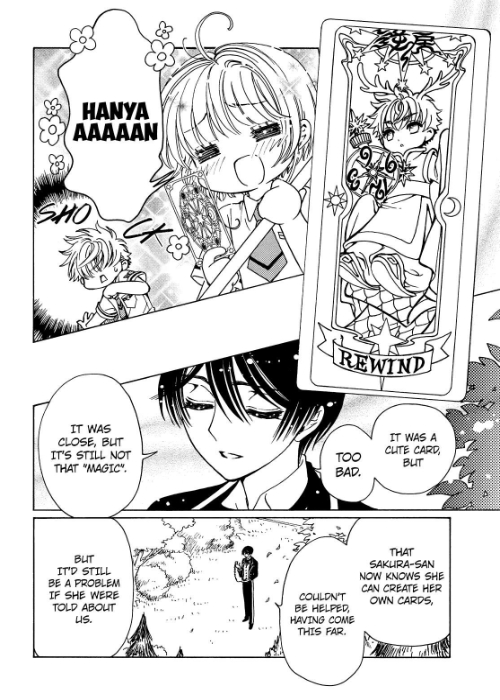 REWIND
HANYA
AAAAAN
SHO
CK
IT WAS A
CUTE CARD,
BUT
TOO
BAD.
IT WAS
CLOSE, BUT
IT'S STILL NOT
THAT "MAGIC".
THAT
SAKURA-SAN
NOW KNOWS SHE
CAN CREATE HER
OWN CARDS,
COULDN'T
BE HELPED,
HAVING COME
THIS FAR.
BUT
IT'D STILL
BE A PROBLEM
IF SHE WERE
TOLD ABOUT
US.